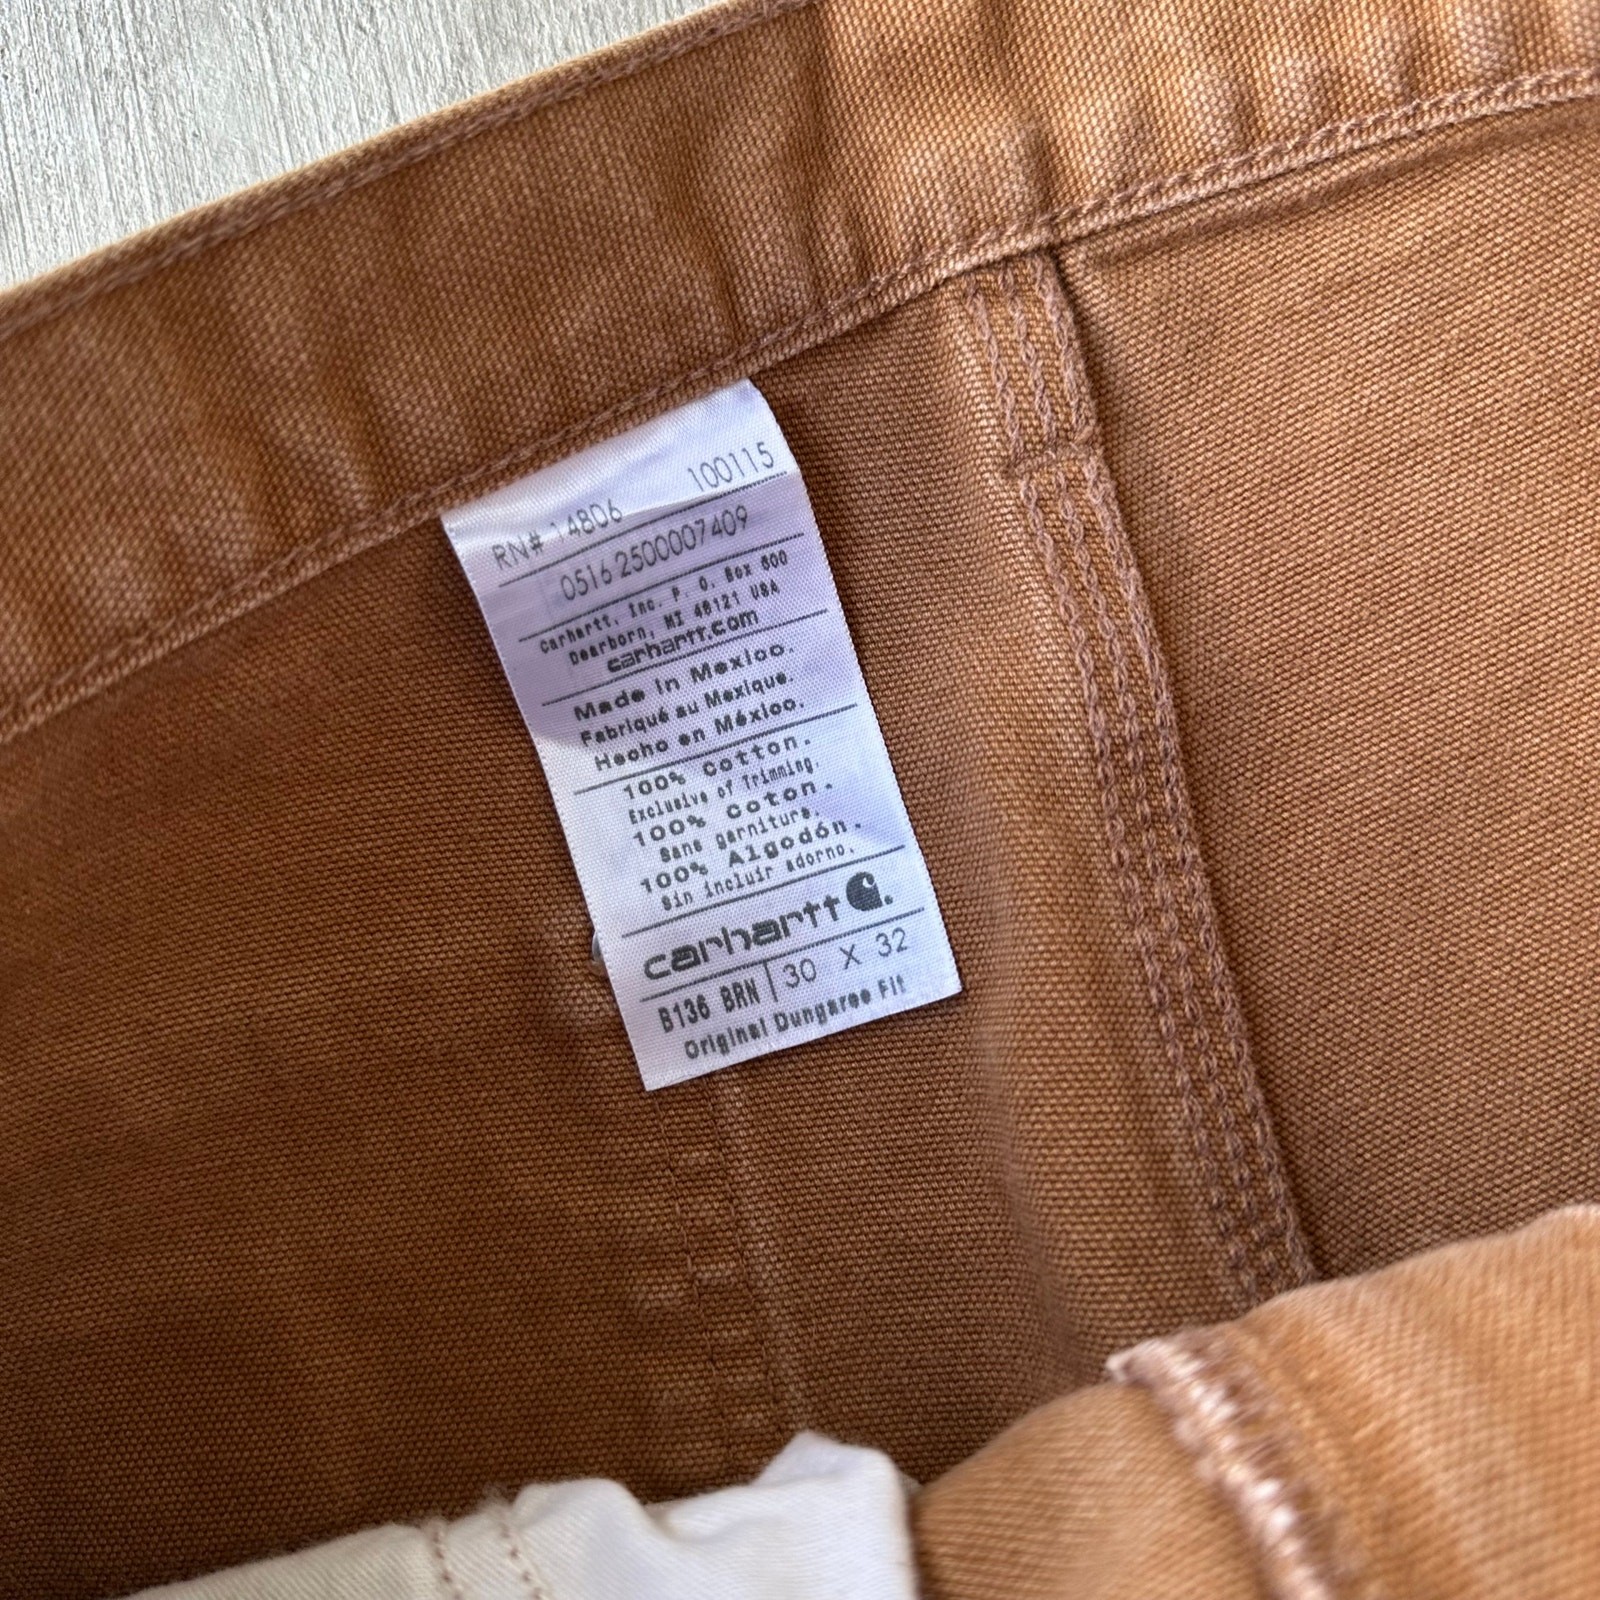 RN# 14806 100115
0516 2500007409
Carhartt, Inc. P. O. Box 600
Dearborn, MI 48121 USA
carhartt.com
Made in Mexico.
Fabriqué au Mexique.
Hecho en México.
100% Cotton.
Exclusive of Trimming.
100% Coton.
Sans garniture.
100% Algodón.
Sin incluir adorno.
carhartt
B136 BRN | 30 X 32
Original Dungaree Fit